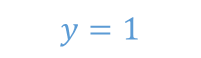 y = 1